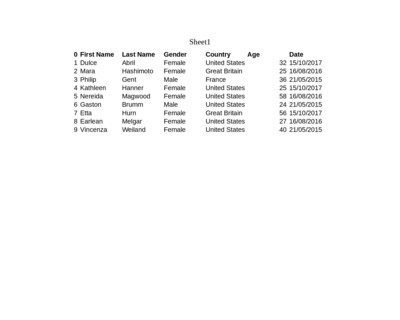 Sheet1
0 First Name Last Name Gender Country Age Date
1 Dulce Abril Female United States 32 15/10/2017
2 Mara Hashimoto Female Great Britain 25 16/08/2016
3 Philip Gent Male France 36 21/05/2015
4 Kathleen Hanner Female United States 25 15/10/2017
5 Nereida Magwood Female United States 58 16/08/2016
6 Gaston Brumm Male United States 24 21/05/2015
7 Etta Hurn Female Great Britain 56 15/10/2017
8 Earlean Melgar Female United States 27 16/08/2016
9 Vincenza Weiland Female United States 40 21/05/2015